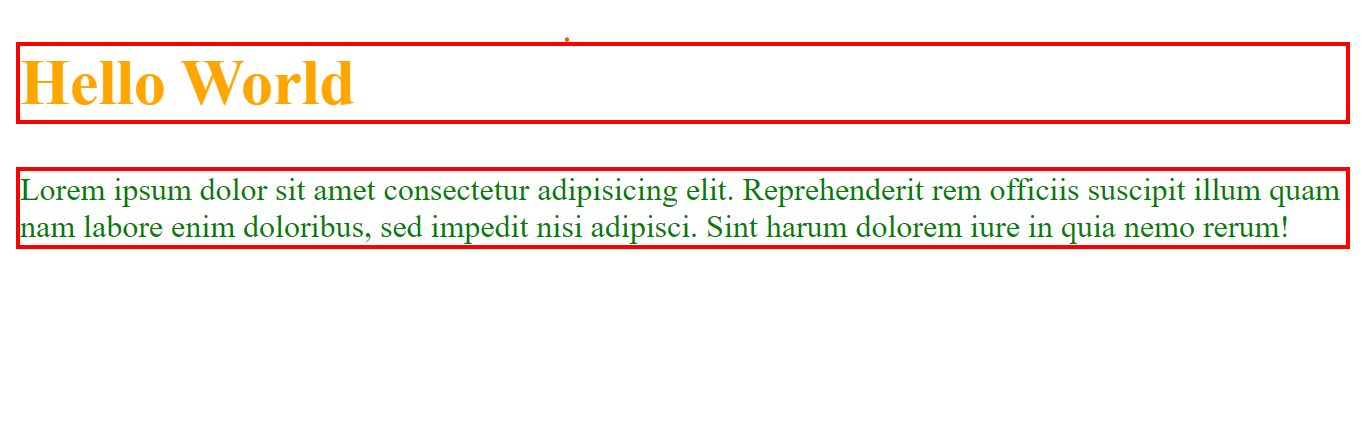 Hello World
Lorem ipsum dolor sit amet consectetur adipisicing elit. Reprehenderit rem officiis suscipit illum quam
nam labore enim doloribus, sed impedit nisi adipisci. Sint harum dolorem iure in quia nemo rerum!